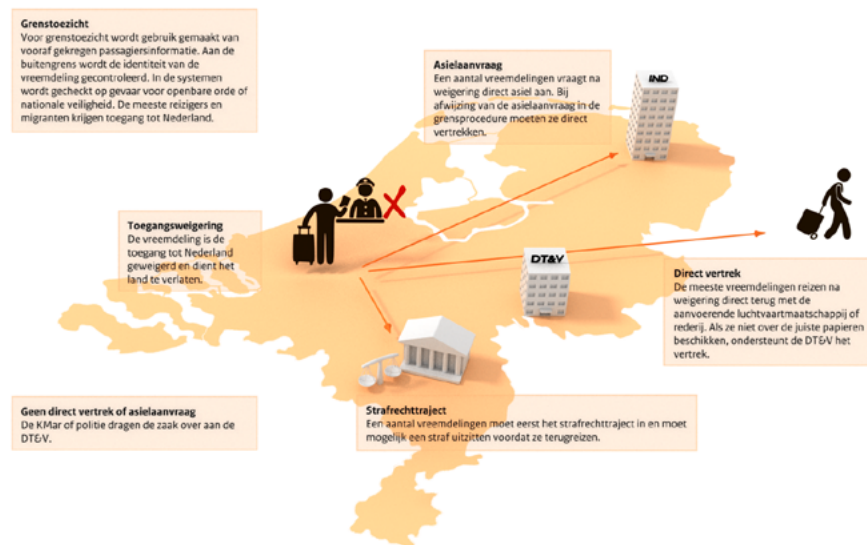 Grenstoezicht
Voor grenstoezicht wordt gebruik gemaakt van
vooraf gekregen passagiersinformatie. Aan de
buitengrens wordt de identiteit van de
vreemdeling gecontroleerd. In de systemen
wordt gecheckt op gevaar voor openbare orde of
nationale veiligheid. De meeste reizigers en
migranten krijgen toegang tot Nederland.
Asielaanvraag
Een aantal vreemdelingen vraagt na
weigering direct asiel aan. Bij
afwijzing van de asielaanvraag in de
grensprocedure moeten ze direct
vertrekken.
IND
Toegangsweigering
De vreemdeling is de
toegang tot Nederland
geweigerd en dient het
land te verlaten.
DT&V
Direct vertrek
De meeste vreemdelingen reizen na
weigering direct terug met de
aanvoerende luchtvaartmaatschappij of
rederij. Als ze niet over de juiste papieren
beschikken, ondersteunt de DT&V het
vertrek.
Geen direct vertrek of asielaanvraag
De KMar of politie dragen de zaak over aan de
DT&V.
Strafrechttraject
Een aantal vreemdelingen moet eerst het strafrechttraject in en moet
mogelijk een straf uitzitten voordat ze terugreizen.